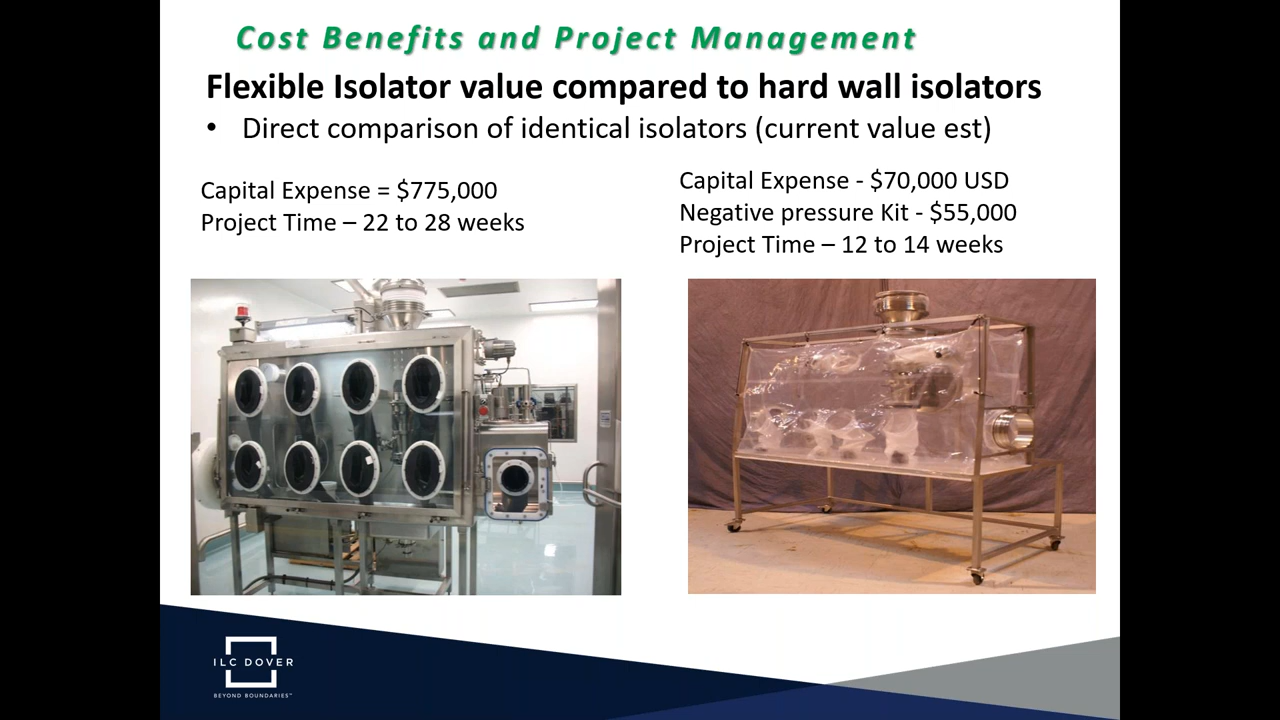 Cost Benefits and Project Management
Flexible Isolator value compared to hard wall isolators
• Direct comparison of identical isolators (current value est)
Capital Expense = $775,000
Project Time – 22 to 28 weeks
Capital Expense - $70,000 USD
Negative pressure Kit - $55,000
Project Time – 12 to 14 weeks
ILC DOVER
BEYOND BOUNDARIES™